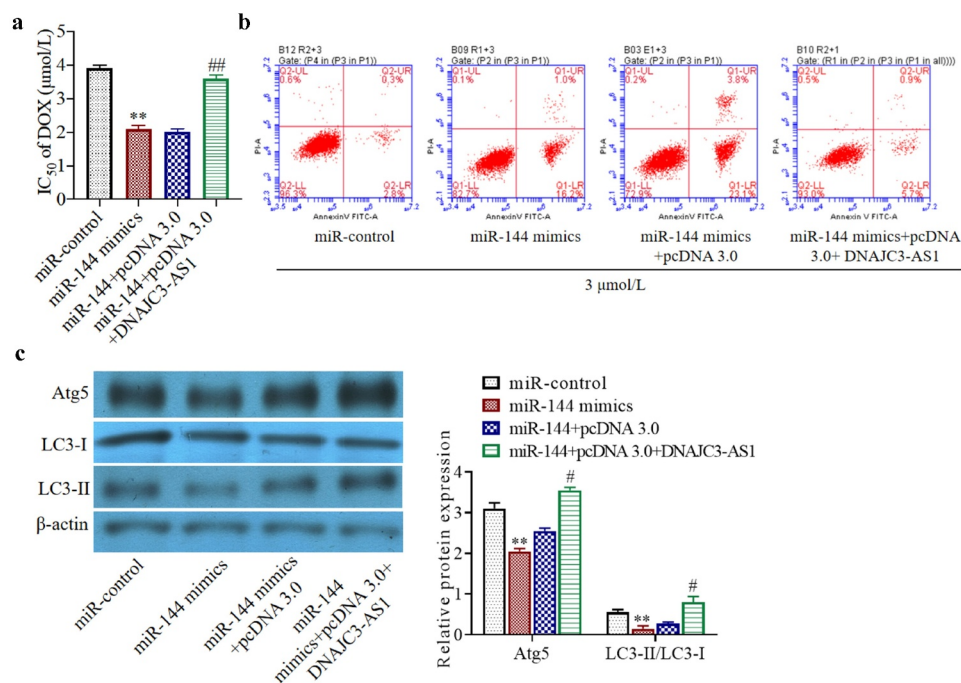 a
IC50 of DOX (μmol/L)
5
4
3
2
1
0
**
##
miR-control
miR-144 mimics
miR-144+pcDNA 3.0
miR-144+pcDNA 3.0
+DNAJC3-AS1
b
B12 R2+3
Gate: (P4 in (P3 in P1))
Q2-UL
0.6%
Q2-UR
0.3%
Q2-LL
96.3%
Q2-LR
2.8%
PI-A
AnnexinV FITC-A
miR-control
B09 R1+3
Gate: (P2 in (P3 in P1))
Q1-UL
0.1%
Q1-UR
1.0%
Q1-LL
82.7%
Q1-LR
16.2%
PI-A
AnnexinV FITC-A
miR-144 mimics
B03 E1+3
Gate: (P2 in (P3 in P1))
Q1-UL
0.2%
Q1-UR
3.8%
Q1-LL
72.9%
Q1-LR
23.1%
PI-A
AnnexinV FITC-A
miR-144 mimics
+pcDNA 3.0
B10 R2+1
Gate: (R1 in (P2 in (P3 in (P1 in all))))
Q2-UL
0.5%
Q2-UR
0.9%
Q2-LL
93.0%
Q2-LR
5.7%
PI-A
AnnexinV FITC-A
miR-144 mimics+pcDNA
3.0+ DNAJC3-AS1
3 μmol/L
c
Atg5
LC3-I
LC3-II
β-actin
miR-control
miR-144 mimics
miR-144 mimics
+pcDNA 3.0
miR-144
mimics+pcDNA 3.0+
DNAJC3-AS1
miR-control
miR-144 mimics
miR-144+pcDNA 3.0
miR-144+pcDNA 3.0+DNAJC3-AS1
Relative protein expression
4
3
2
1
0
**
#
**
#
Atg5
LC3-II/LC3-I